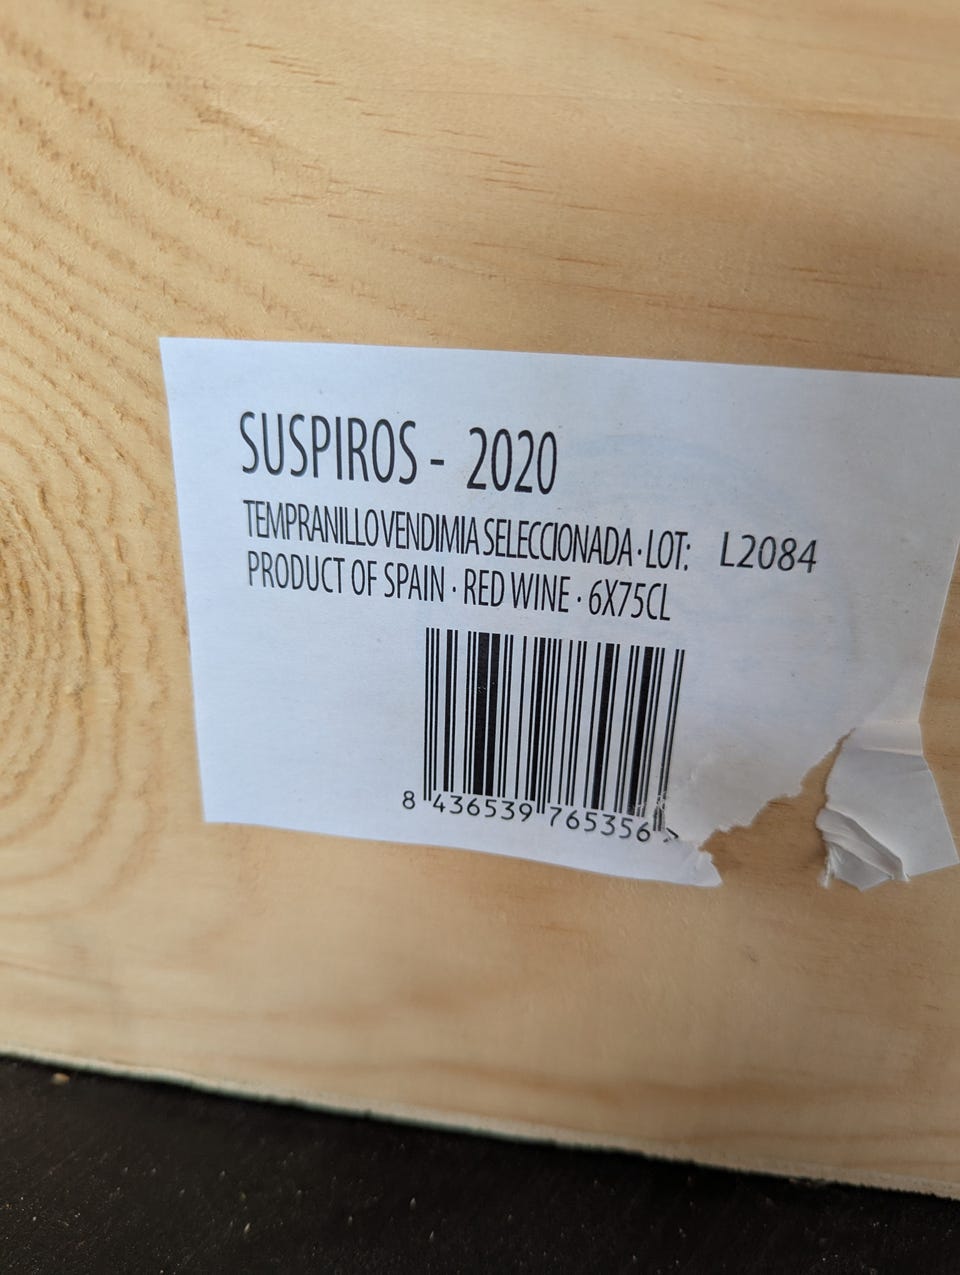 SUSPIROS - 2020
TEMPRANILLO VENDIMIA SELECCIONADA · LOT: L2084
PRODUCT OF SPAIN · RED WINE · 6X75CL
8 436539 765356 >